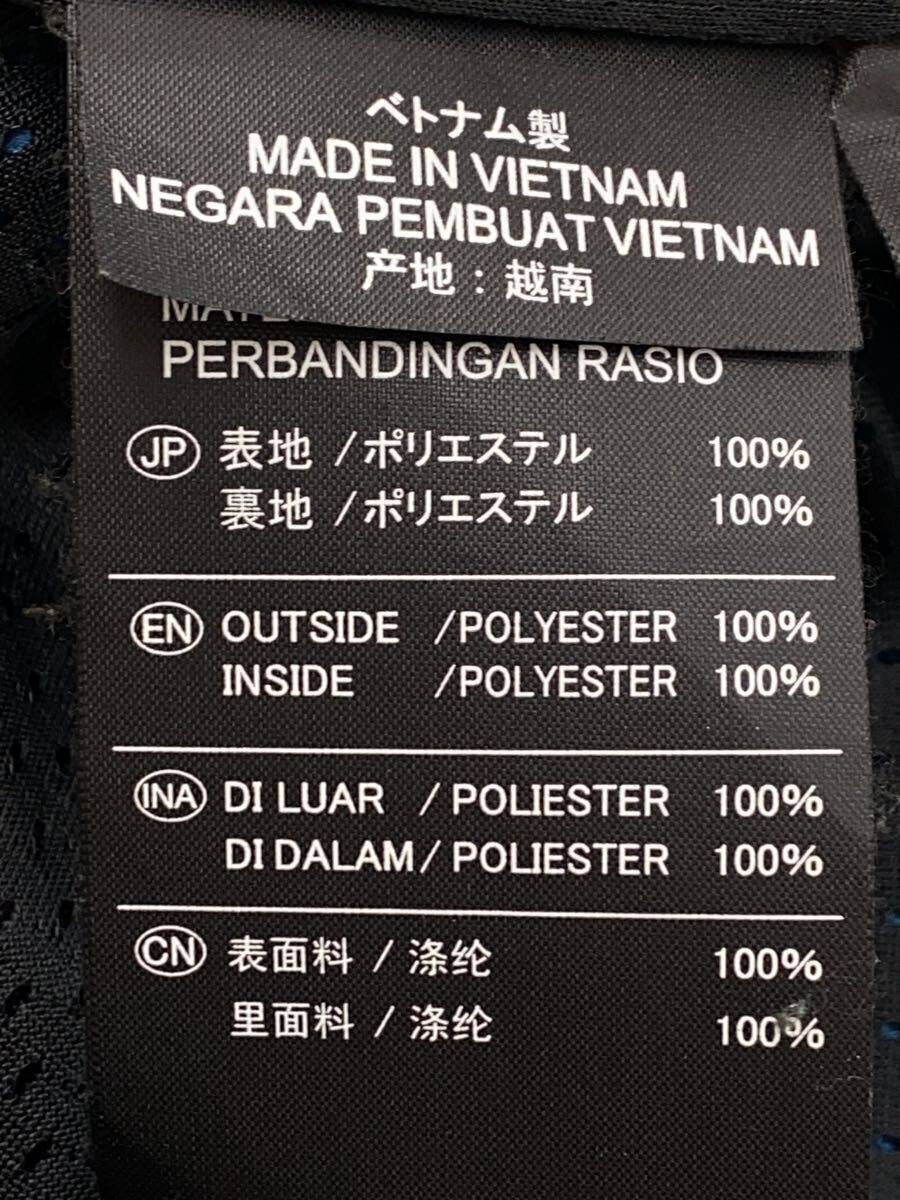 ベトナム製
MADE IN VIETNAM
NEGARA PEMBUAT VIETNAM
产地：越南
PERBANDINGAN RASIO
JP 表地 /ポリエステル 100%
裏地 /ポリエステル 100%
EN OUTSIDE /POLYESTER 100%
INSIDE /POLYESTER 100%
INA DI LUAR / POLIESTER 100%
DI DALAM / POLIESTER 100%
CN 表面料 / 涤纶 100%
里面料 / 涤纶 100%